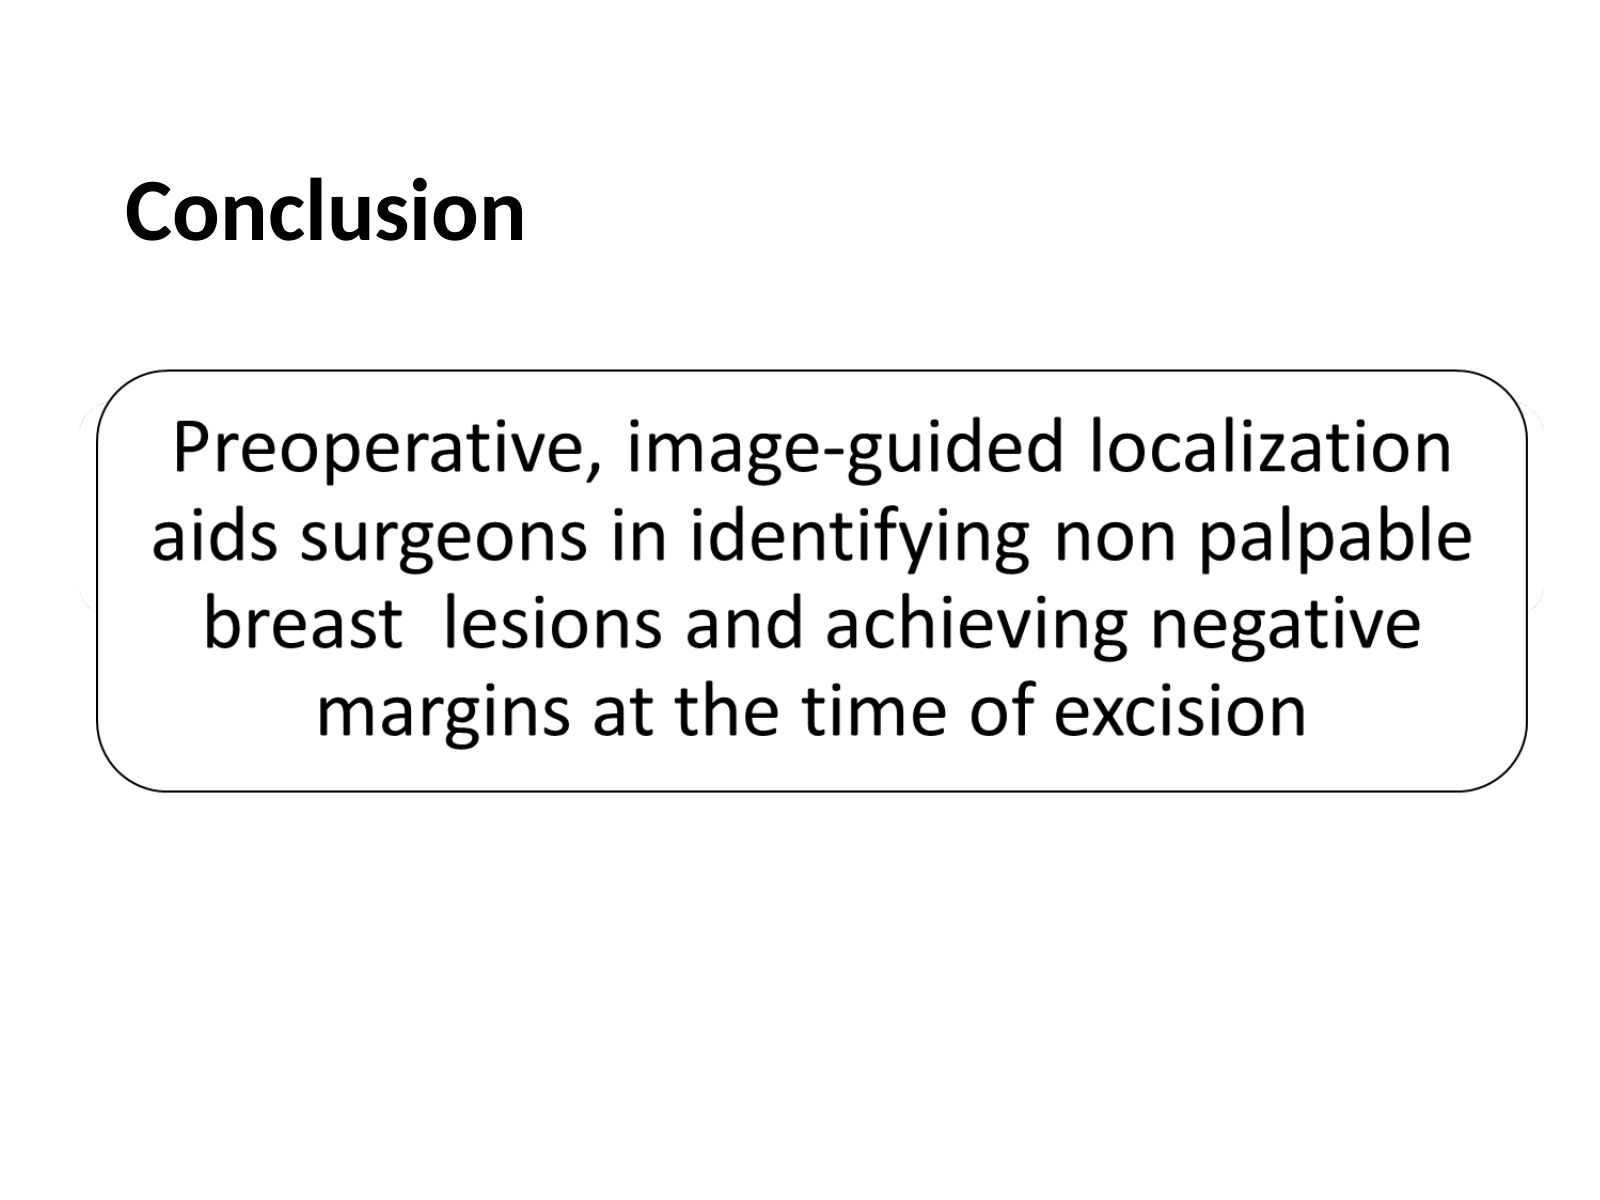 Conclusion
Preoperative, image-guided localization
aids surgeons in identifying non palpable
breast  lesions and achieving negative
margins at the time of excision